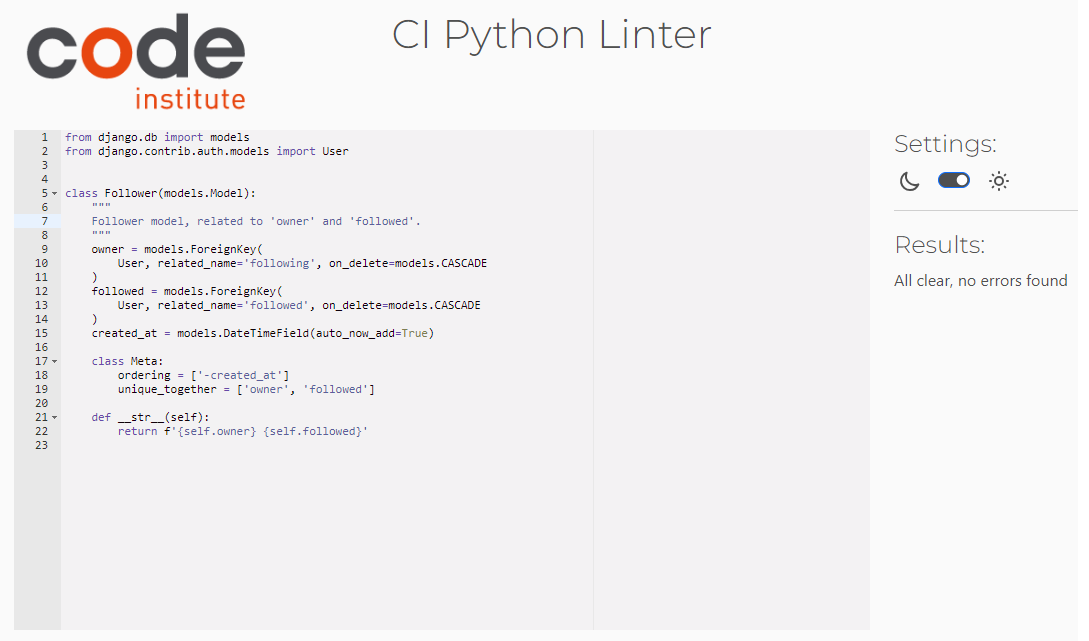 code
institute
CI Python Linter
1 from django.db import models
2 from django.contrib.auth.models import User
3
4
5 class Follower(models.Model):
6     """
7     Follower model, related to 'owner' and 'followed'.
8     """
9     owner = models.ForeignKey(
10         User, related_name='following', on_delete=models.CASCADE
11     )
12     followed = models.ForeignKey(
13         User, related_name='followed', on_delete=models.CASCADE
14     )
15     created_at = models.DateTimeField(auto_now_add=True)
16
17     class Meta:
18         ordering = ['-created_at']
19         unique_together = ['owner', 'followed']
20
21     def __str__(self):
22         return f'{self.owner} {self.followed}'
23
Settings:
Results:
All clear, no errors found